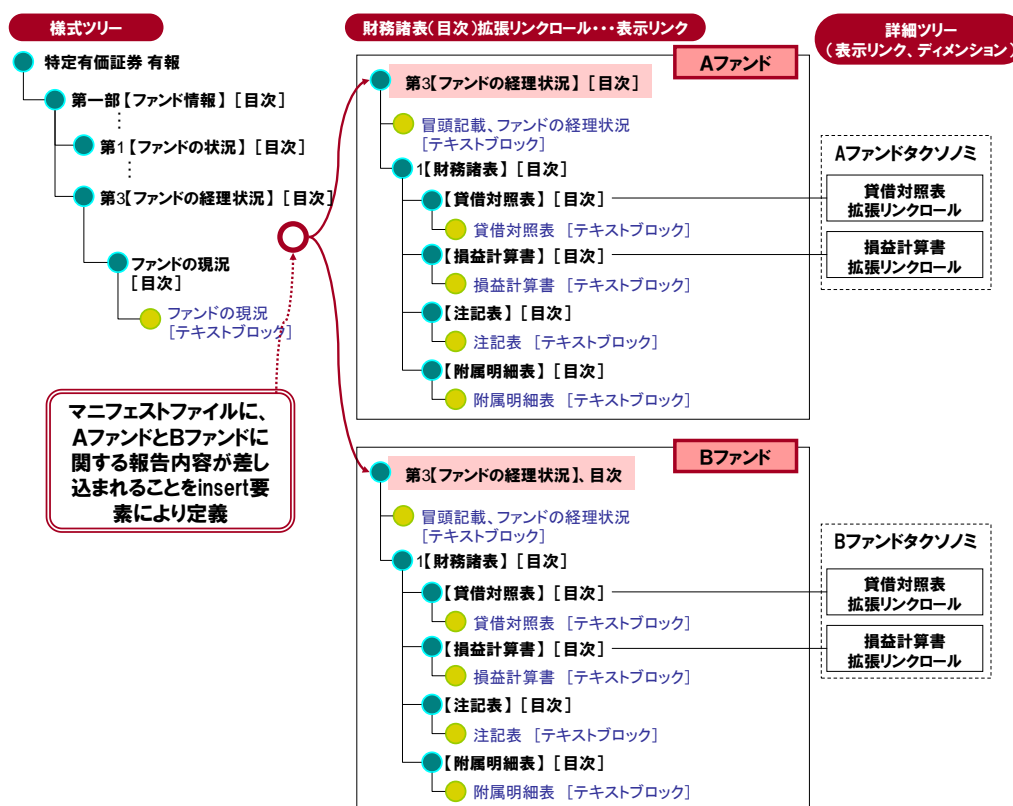 様式ツリー
特定有価証券 有報
第一部【ファンド情報】［目次］
⋮
第1【ファンドの状況】［目次］
⋮
第3【ファンドの経理状況】［目次］
ファンドの現況
［目次］
ファンドの現況
［テキストブロック］
マニフェストファイルに、
AファンドとBファンドに
関する報告内容が差し
込まれることをinsert要
素により定義
財務諸表（目次）拡張リンクロール・・・表示リンク
Aファンド
第3【ファンドの経理状況】［目次］
冒頭記載、ファンドの経理状況
［テキストブロック］
1【財務諸表】［目次］
【貸借対照表】［目次］
貸借対照表 ［テキストブロック］
【損益計算書】［目次］
損益計算書 ［テキストブロック］
【注記表】［目次］
注記表 ［テキストブロック］
【附属明細表】［目次］
附属明細表 ［テキストブロック］
Bファンド
第3【ファンドの経理状況】、目次
冒頭記載、ファンドの経理状況
［テキストブロック］
1【財務諸表】［目次］
【貸借対照表】［目次］
貸借対照表 ［テキストブロック］
【損益計算書】［目次］
損益計算書 ［テキストブロック］
【注記表】［目次］
注記表 ［テキストブロック］
【附属明細表】［目次］
附属明細表 ［テキストブロック］
詳細ツリー
（表示リンク、ディメンション）
Aファンドタクソノミ
貸借対照表
拡張リンクロール
損益計算書
拡張リンクロール
Bファンドタクソノミ
貸借対照表
拡張リンクロール
損益計算書
拡張リンクロール